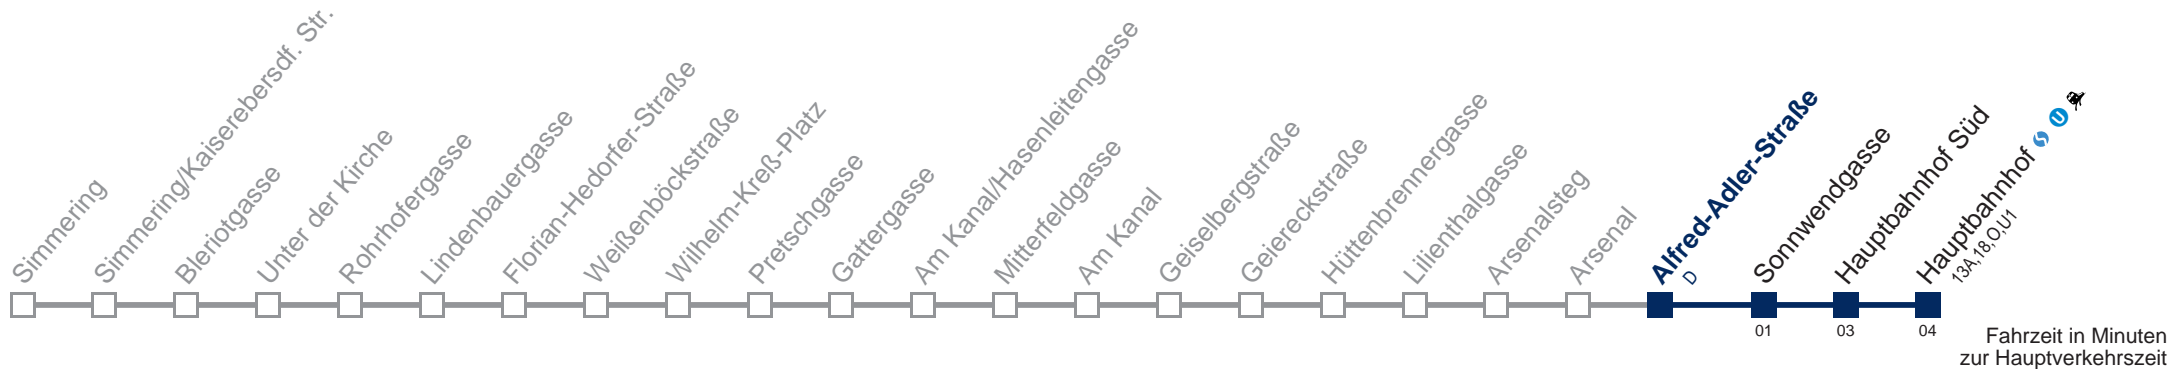 Simmering
Simmering/Kaiserebersdf. Str.
Bleriotgasse
Unter der Kirche
Rohrhofergasse
Lindenbauergasse
Florian-Hedorfer-Straße
Weißenböckstraße
Wilhelm-Kreß-Platz
Pretschgasse
Gattergasse
Am Kanal/Hasenleitengasse
Mitterfeldgasse
Am Kanal
Geiselbergstraße
Geiereckstraße
Hüttenbrennergasse
Lilienthalgasse
Arsenalsteg
Arsenal
Alfred-Adler-Straße
D
Sonnwendgasse
Hauptbahnhof Süd
Hauptbahnhof S U
13A,18,O,U1
01
03
04
Fahrzeit in Minuten
zur Hauptverkehrszeit